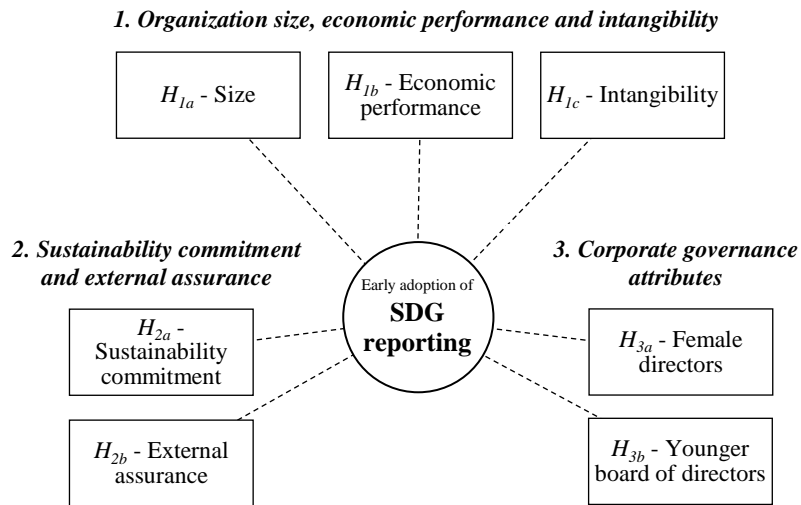 1. Organization size, economic performance and intangibility
H1a - Size
H1b - Economic
performance
H1c - Intangibility
2. Sustainability commitment
and external assurance
3. Corporate governance
attributes
Early adoption of
SDG
reporting
H2a -
Sustainability
commitment
H2b - External
assurance
H3a - Female
directors
H3b - Younger
board of directors